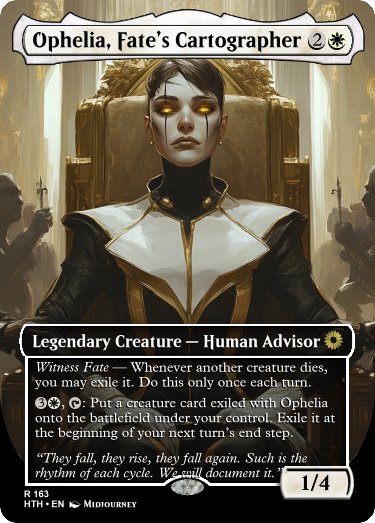 Ophelia, Fate's Cartographer 2
Legendary Creature — Human Advisor
Witness Fate — Whenever another creature dies,
you may exile it. Do this only once each turn.
3, : Put a creature card exiled with Ophelia
onto the battlefield under your control. Exile it at
the beginning of your next turn's end step.
"They fall, they rise, they fall again. Such is the
rhythm of each cycle. We will document it."
1/4
R 163
HTH • EN Midjourney